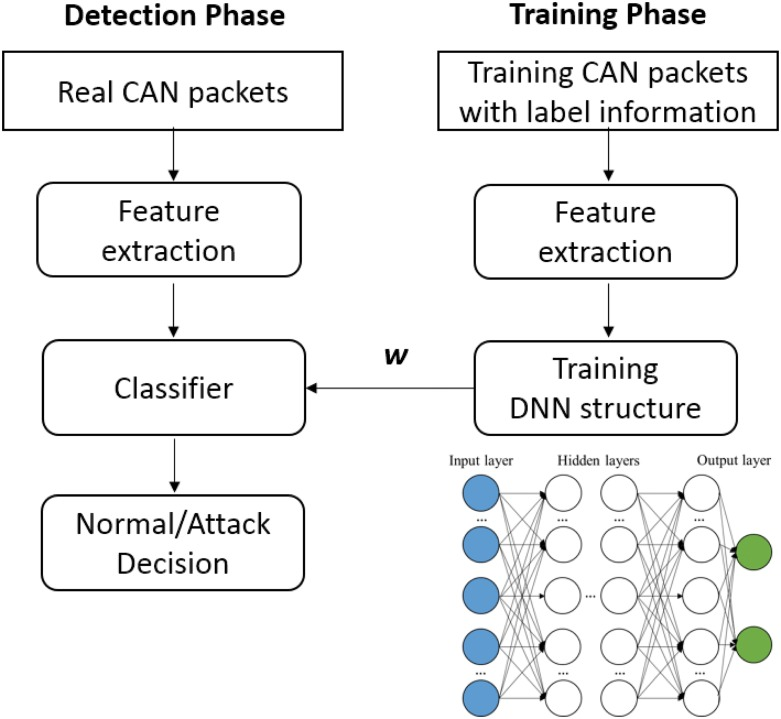 Detection Phase
Real CAN packets
Feature
extraction
Classifier
Normal/Attack
Decision
Training Phase
Training CAN packets
with label information
Feature
extraction
w
Training
DNN structure
Input layer
Hidden layers
Output layer
... ... ... ...
... ...
... ... ... ...